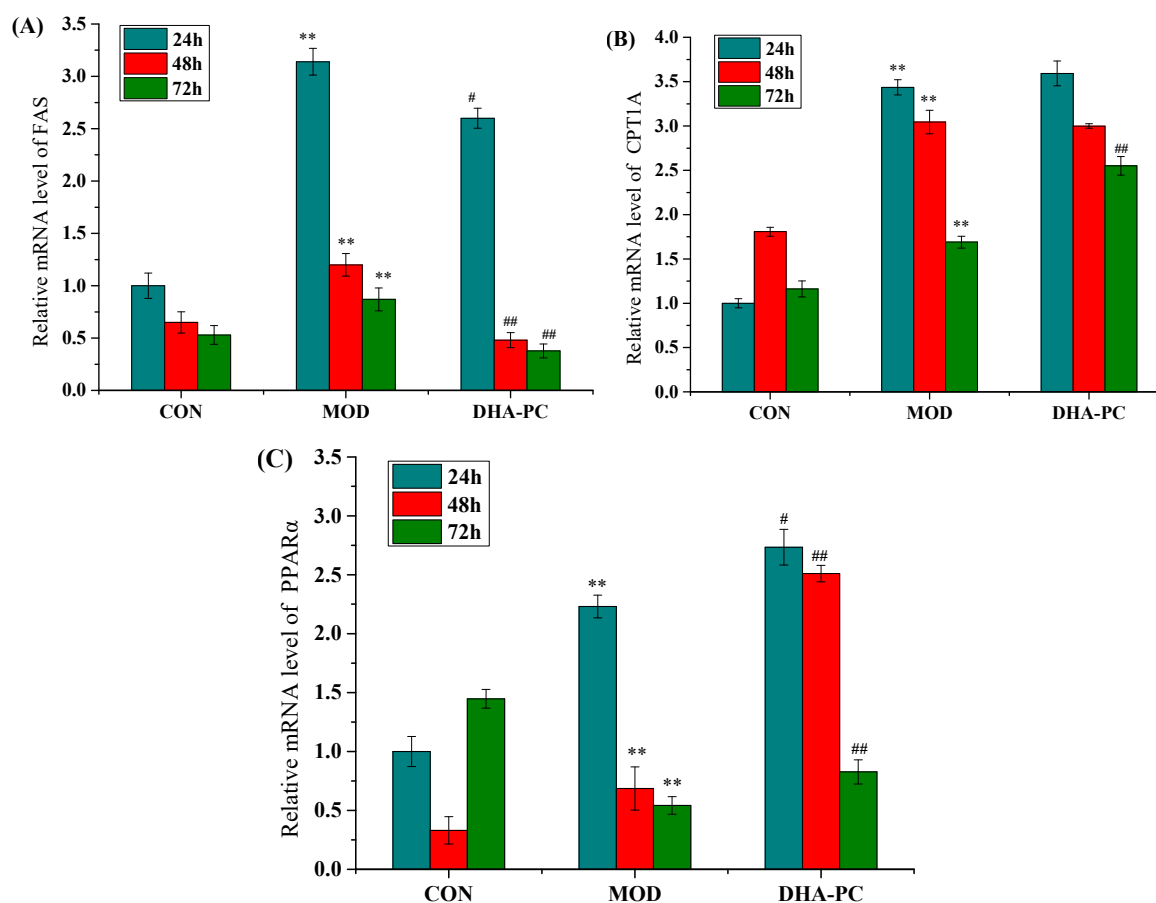 (A)
Relative mRNA level of FAS
3.5
3.0
2.5
2.0
1.5
1.0
0.5
0.0
24h
48h
72h
**
**
**
#
##
##
CON MOD DHA-PC
(B)
Relative mRNA level of CPT1A
4.0
3.5
3.0
2.5
2.0
1.5
1.0
0.5
0.0
24h
48h
72h
**
**
**
##
CON MOD DHA-PC
(C)
Relative mRNA level of PPARα
3.5
3.0
2.5
2.0
1.5
1.0
0.5
0.0
24h
48h
72h
**
**
**
#
##
##
CON MOD DHA-PC